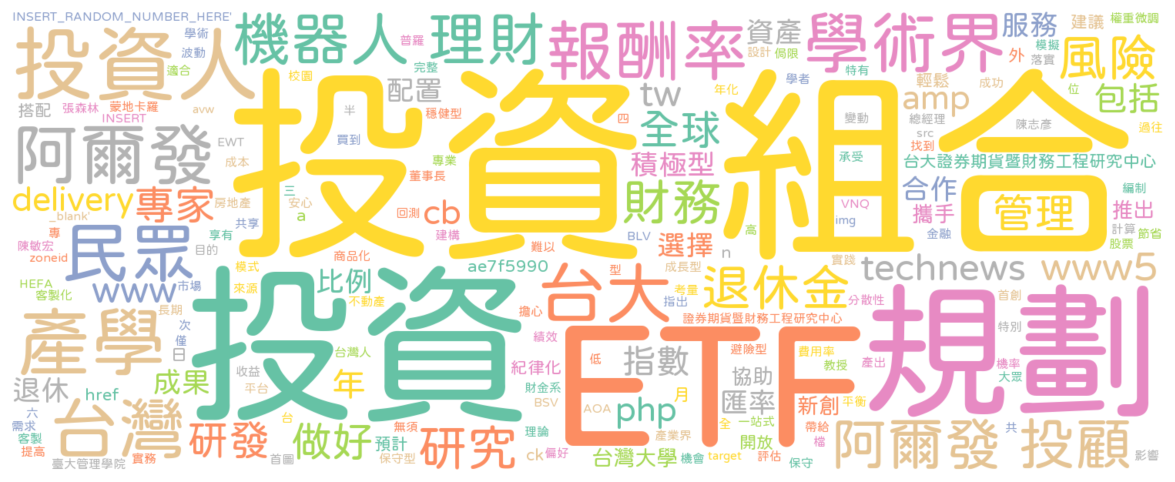 INSERT_RANDOM_NUMBER_HERE'
學術
波動
適合
投資人
機器人
理財
普羅
完整
報酬率
資產
設計
侷限
學術界
服務
外
建議
模擬
落實
權重微調
風險
包括
過往
校園
配置
穩健型
半
買到
tw
全球
積極型
學者
年化
特有
變動
承受
輕鬆
amp
總經理
src
成功
位
找到
陳志彥
搭配
張森林
蒙地卡羅
INSERT
avw
阿爾發
EWT
成本
投資
組合
管理
台大證券期貨暨財務工程研究中心
delivery
專家
房地產
三
安心
專業
董事長
cb
回測
財務
合作
攜手
推出
VNQ
img
金融
編制
計算
節省
股票
_blank'
專
共享
a
建構
選擇
BLV
n
高
實踐
民眾
享有
目的
陳敏宏
zoneid
商品化
難以
型
成長型
指出
HEFA
客製化
www
市場
模式
來源
比例
不動產
ae7f5990
台大
退休金
考量
分散性
technews
www5
首創
長期
擔心
證券期貨暨財務工程研究中心
產學
次
僅
日
投資
績效
ETF
規劃
特別
台灣人
年
紀律化
低
指數
避險型
費用率
教授
產出
機率
大眾
退休
成果
收益
平台
財金系
月
協助
匯率
新創
平衡
href
台
BSV
AOA
php
帶給
共
六
需求
客製
提高
台灣
實務
研發
做好
無須
預計
研究
理論
產業界
全
一站式
開放
檔
阿爾發
投顧
影響
臺大管理學院
首圖
保守型
ck
偏好
台灣大學
機會
target
評估
保守
四